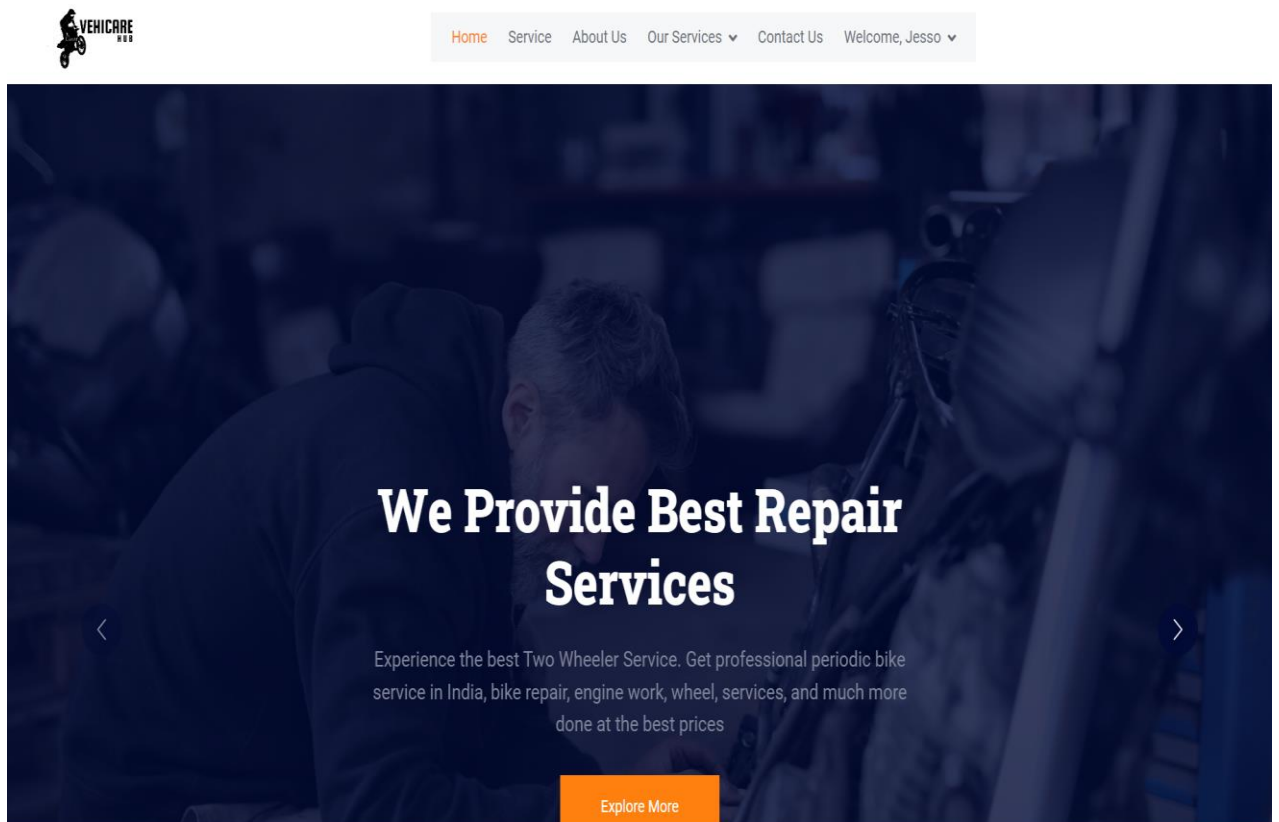 VEHICARE
HUB
Home Service About Us Our Services Contact Us Welcome, Jesso
We Provide Best Repair
Services
Experience the best Two Wheeler Service. Get professional periodic bike
service in India, bike repair, engine work, wheel, services, and much more
done at the best prices
Explore More